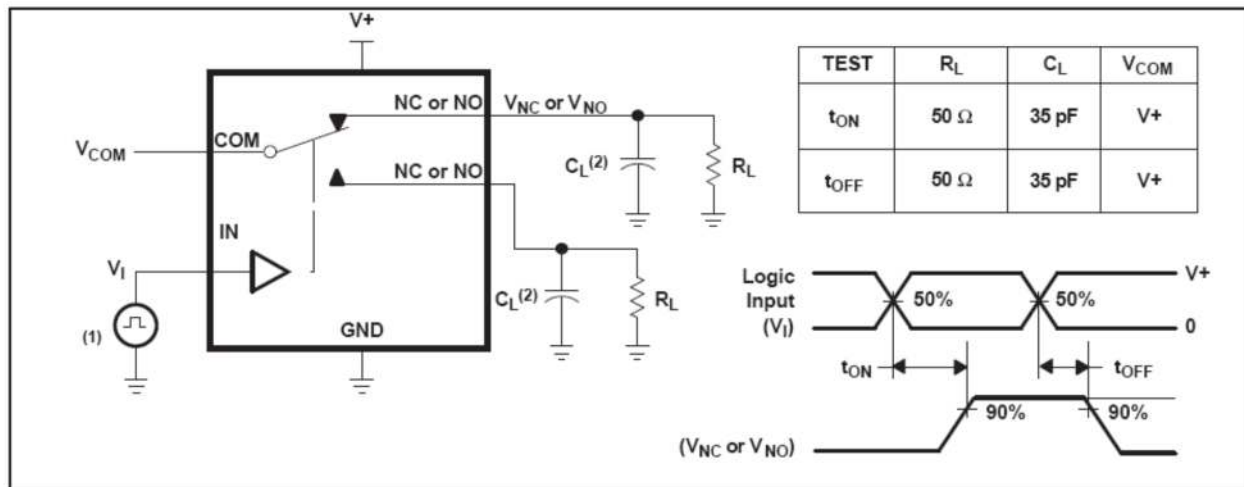 V+
NC or NO
V_NC or V_NO
V_COM
COM
C_L(2)
R_L
NC or NO
IN
V_I
C_L(2)
R_L
(1)
GND
TEST R_L C_L V_COM
t_ON 50 Ω 35 pF V+
t_OFF 50 Ω 35 pF V+
Logic
Input
(V_I)
50%
50%
V+
0
t_ON
t_OFF
90%
90%
(V_NC or V_NO)